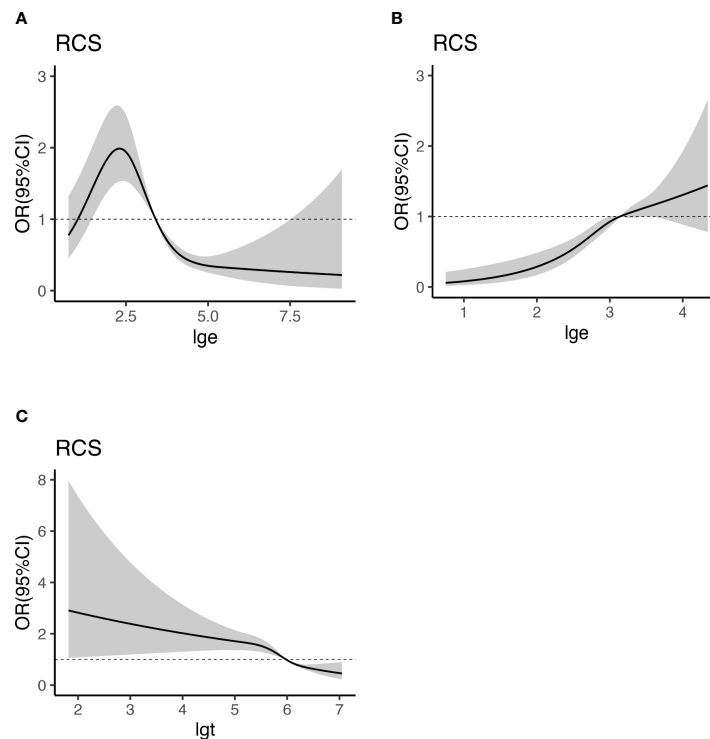 A
RCS
3
2
1
0
OR(95%CI)
2.5 5.0 7.5
lge
B
RCS
3
2
1
0
OR(95%CI)
1 2 3 4
lge
C
RCS
8
6
4
2
0
OR(95%CI)
2 3 4 5 6 7
lgt